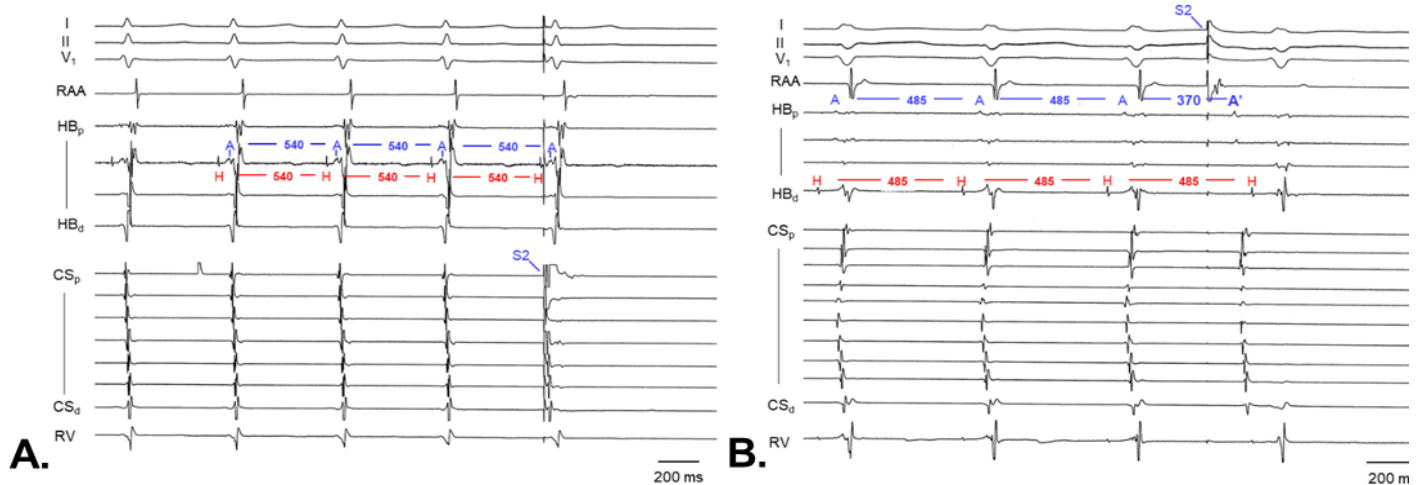 I
II
V1
RAA
HBp
A 540 A 540 A 540 A
H 540 H 540 H 540 H
HBd
S2
CSp
CSd
RV
A.
200 ms
S2
I
II
V1
RAA
A 485 A 485 A 370 A'
HBp
H 485 H 485 H 485 H
HBd
CSp
CSd
RV
B.
200 m